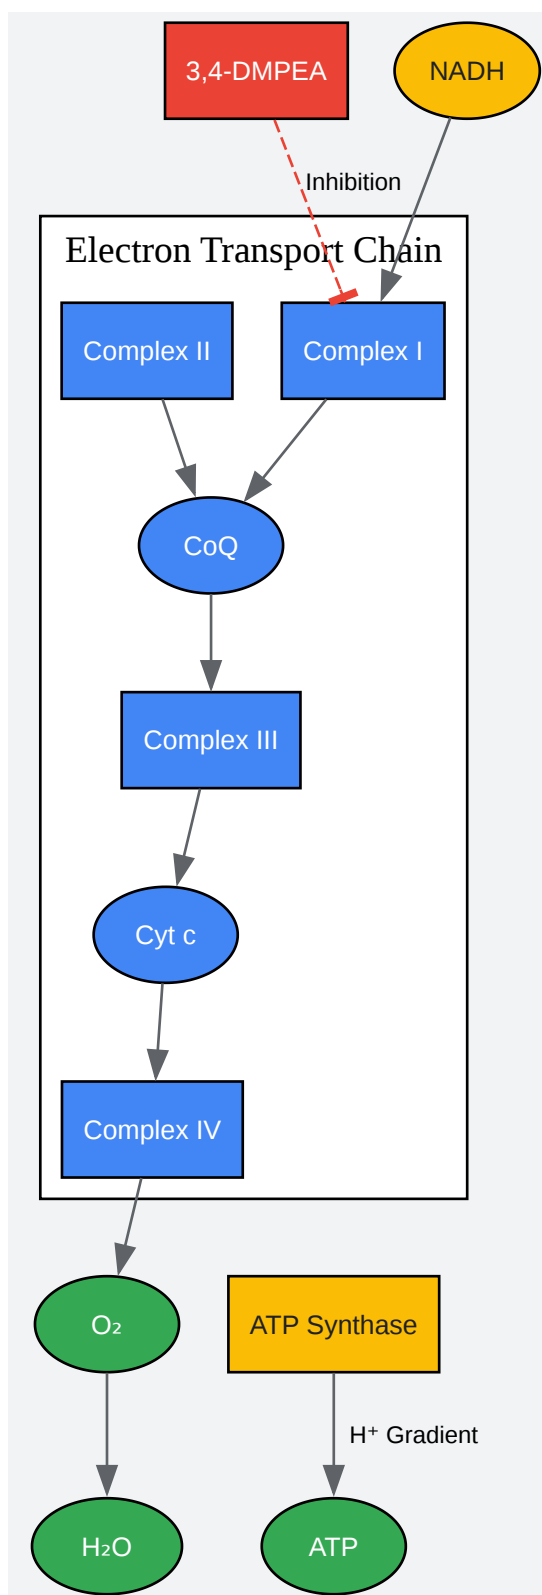 3,4-DMPEA
NADH
Inhibition
Electron Transport Chain
Complex II
Complex I
CoQ
Complex III
Cyt c
Complex IV
O₂
ATP Synthase
H⁺ Gradient
H₂O
ATP